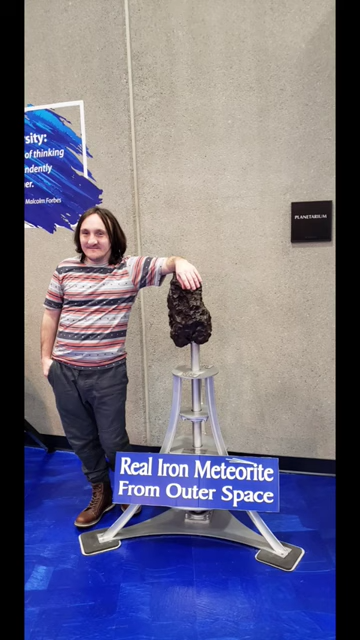 sity:
of thinking
ndently
er.
Malcolm Forbes
PLANETARIUM
Real Iron Meteorite
From Outer Space